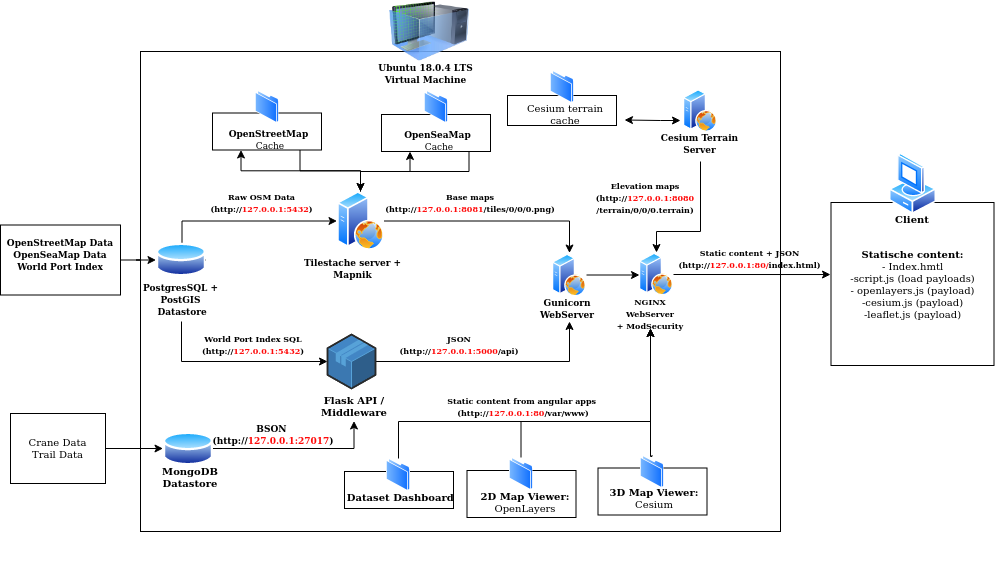 Ubuntu 18.0.4 LTS
Virtual Machine
OpenStreetMap
Cache
OpenSeaMap
Cache
Cesium terrain
cache
Cesium Terrain
Server
Raw OSM Data
(http://127.0.0.1:5432)
Base maps
(http://127.0.0.1:8081/tiles/0/0/0.png)
Elevation maps
(http://127.0.0.1:8080
/terrain/0/0/0.terrain)
Client
OpenStreetMap Data
OpenSeaMap Data
World Port Index
PostgresSQL +
PostGIS
Datastore
Tilestache server +
Mapnik
Gunicorn
WebServer
NGINX
WebServer
+ ModSecurity
Static content + JSON
(http://127.0.0.1:80/index.html)
Statische content:
- Index.hmtl
-script.js (load payloads)
- openlayers.js (payload)
-cesium.js (payload)
-leaflet.js (payload)
World Port Index SQL
(http://127.0.0.1:5432)
JSON
(http://127.0.0.1:5000/api)
Flask API /
Middleware
Static content from angular apps
(http://127.0.0.1:80/var/www)
Crane Data
Trail Data
BSON
(http://127.0.0.1:27017)
MongoDB
Datastore
Dataset Dashboard
2D Map Viewer:
OpenLayers
3D Map Viewer:
Cesium